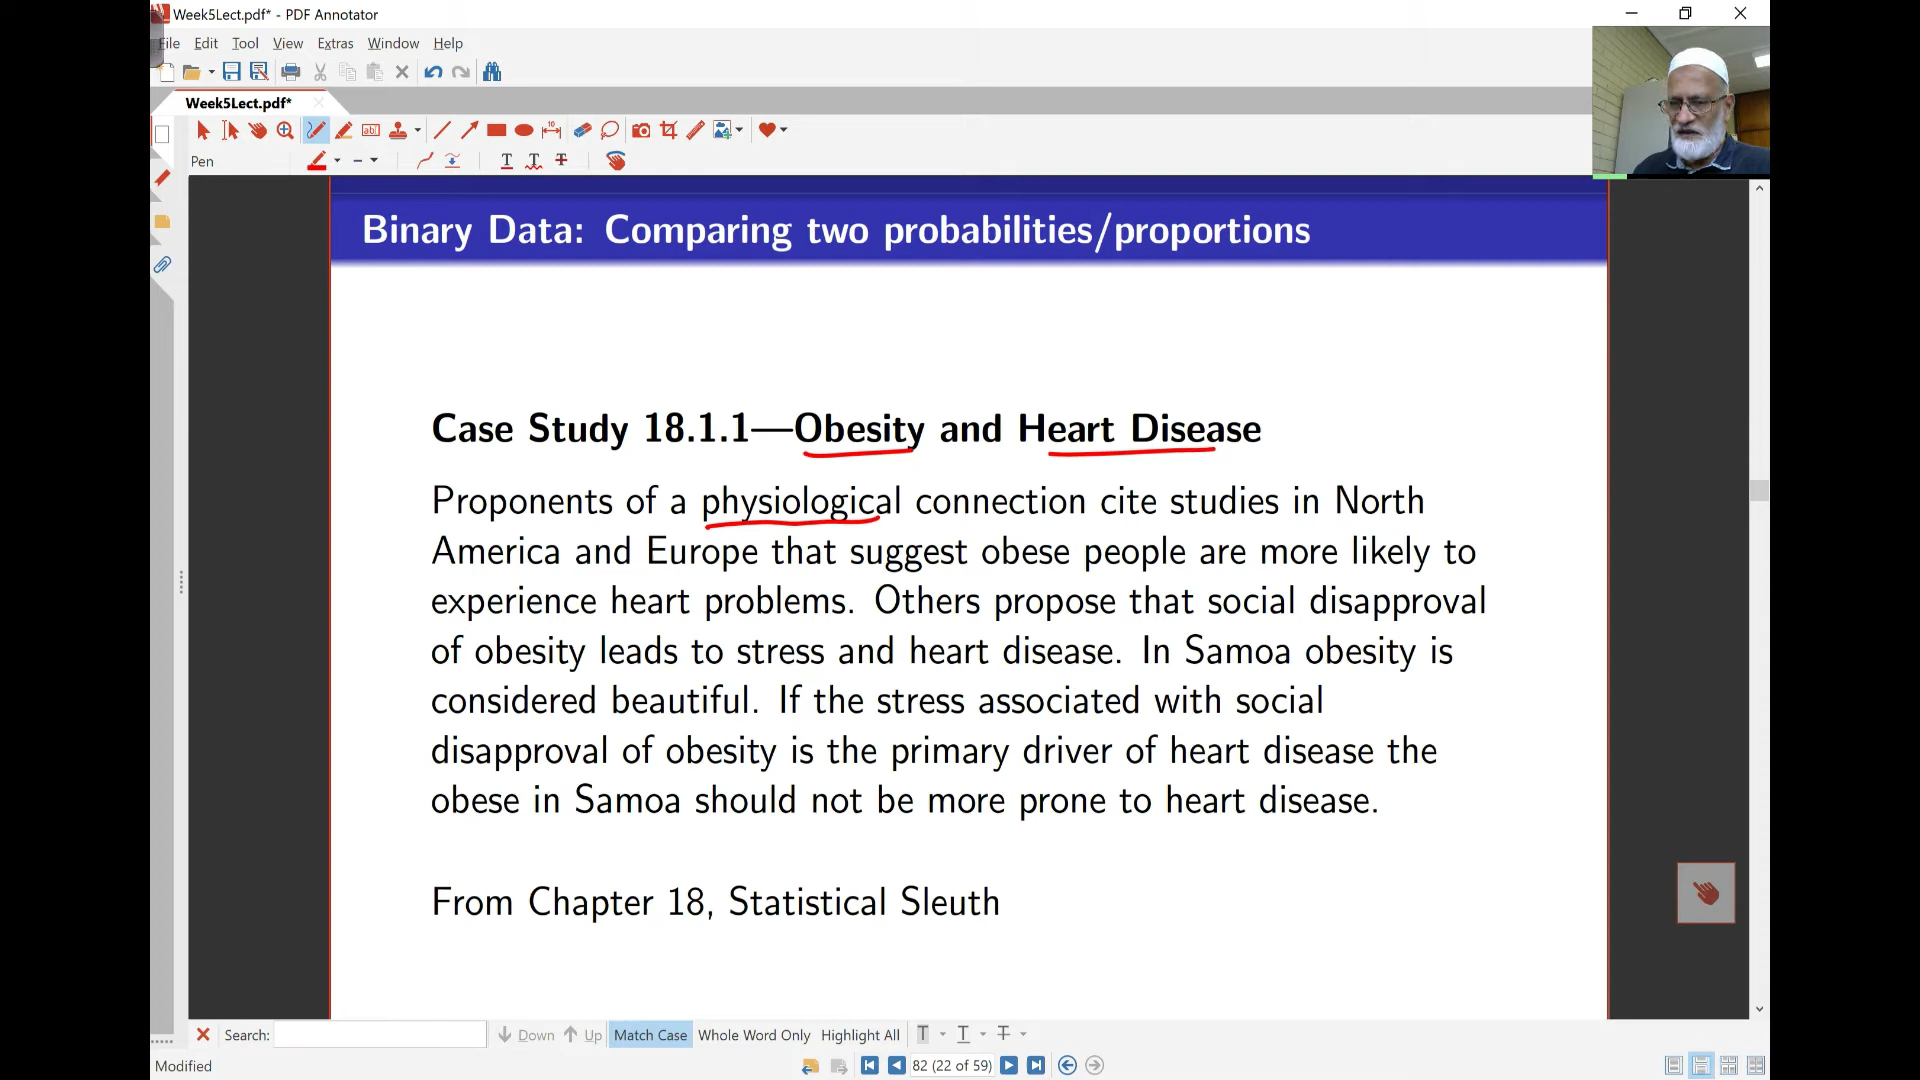 Week5Lect.pdf* - PDF Annotator
File Edit Tool View Extras Window Help
Week5Lect.pdf*
Pen
Binary Data: Comparing two probabilities/proportions
Case Study 18.1.1—Obesity and Heart Disease
Proponents of a physiological connection cite studies in North
America and Europe that suggest obese people are more likely to
experience heart problems. Others propose that social disapproval
of obesity leads to stress and heart disease. In Samoa obesity is
considered beautiful. If the stress associated with social
disapproval of obesity is the primary driver of heart disease the
obese in Samoa should not be more prone to heart disease.
From Chapter 18, Statistical Sleuth
Search: Down Up Match Case Whole Word Only Highlight All
Modified 82 (22 of 59)